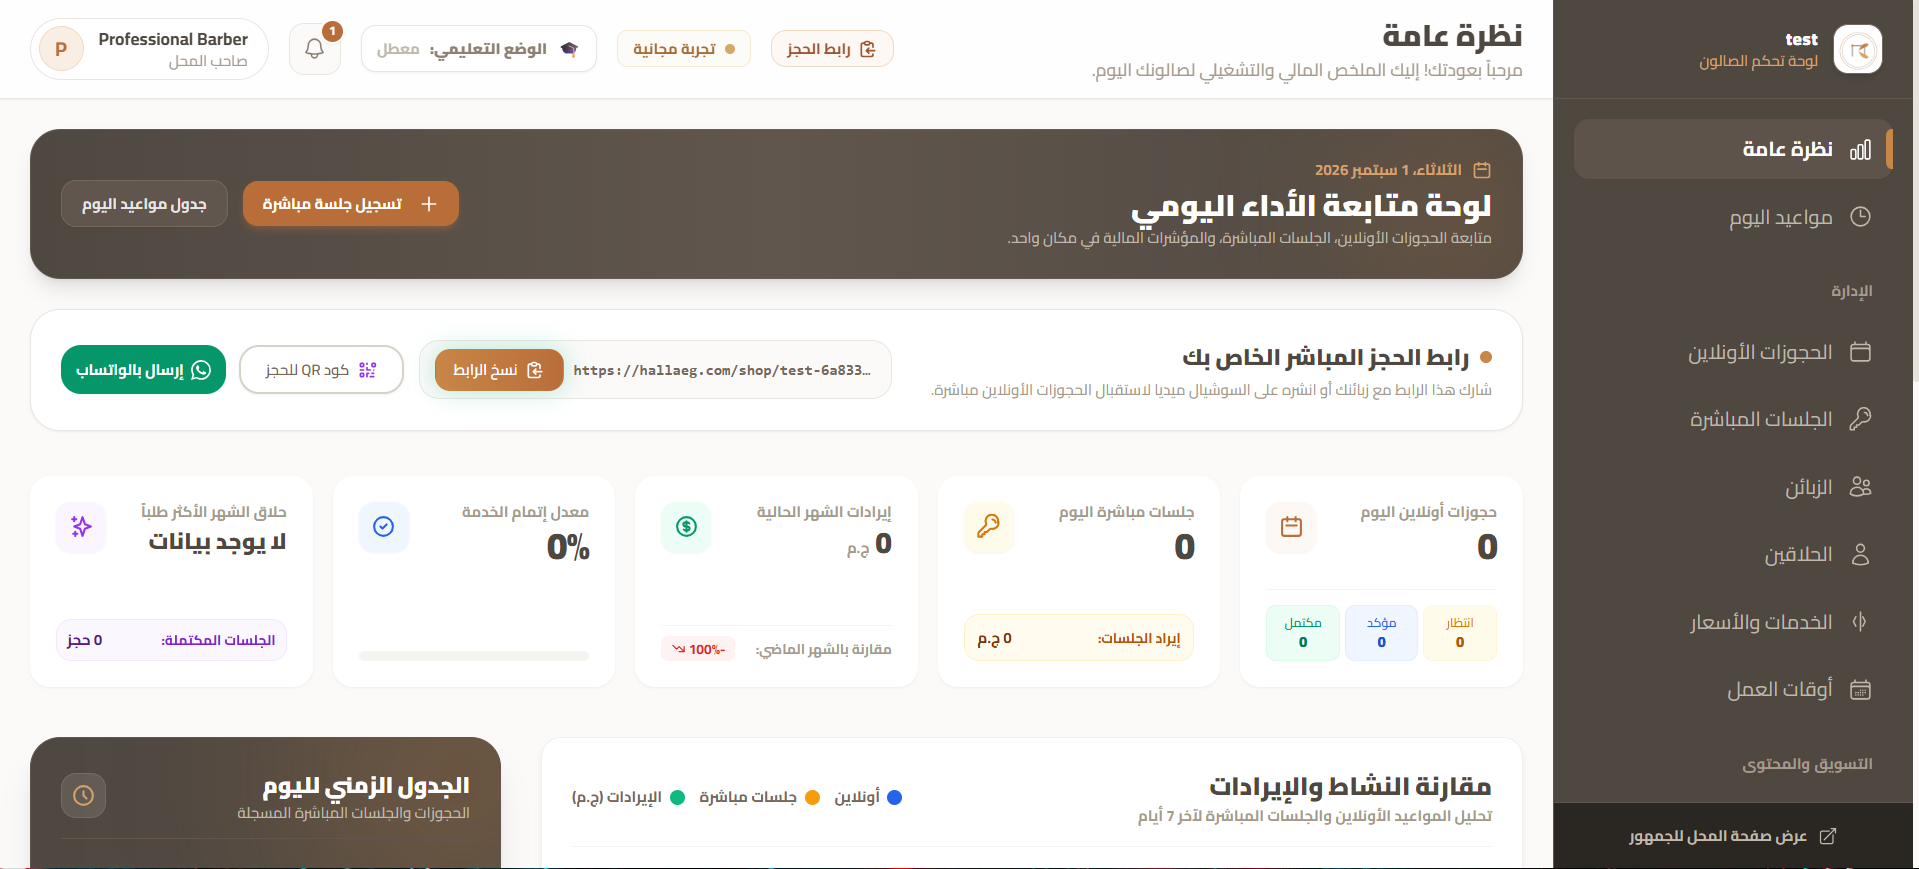 test
لوحة تحكم الصالون
نظرة عامة
مواعيد اليوم
الإدارة
الحجوزات الأونلاين
الجلسات المباشرة
الزبائن
الحلاقين
الخدمات والأسعار
أوقات العمل
التسويق والمحتوى
عرض صفحة المحل للجمهور
نظرة عامة
مرحباً بعودتك! إليك الملخص المالي والتشغيلي لصالونك اليوم.
رابط الحجز
تجربة مجانية
الوضع التعليمي: معطل
1
Professional Barber
صاحب المحل
P
الثلاثاء، 1 سبتمبر 2026
لوحة متابعة الأداء اليومي
متابعة الحجوزات الأونلاين، الجلسات المباشرة، والمؤشرات المالية في مكان واحد.
تسجيل جلسة مباشرة
جدول مواعيد اليوم
رابط الحجز المباشر الخاص بك
شارك هذا الرابط مع زبائنك أو انشره على السوشيال ميديا لاستقبال الحجوزات الأونلاين مباشرة.
https://hallaeg.com/shop/test-6a833…
نسخ الرابط
كود QR للحجز
إرسال بالواتساب
حجوزات أونلاين اليوم
0
انتظار
0
مؤكد
0
مكتمل
0
جلسات مباشرة اليوم
0
إيراد الجلسات:
0 ج.م
إيرادات الشهر الحالية
0 ج.م
مقارنة بالشهر الماضي:
-100%
معدل إتمام الخدمة
0%
حلاق الشهر الأكثر طلباً
لا يوجد بيانات
الجلسات المكتملة:
0 حجز
مقارنة النشاط والإيرادات
تحليل المواعيد الأونلاين والجلسات المباشرة لآخر 7 أيام
أونلاين
جلسات مباشرة
الإيرادات (ج.م)
الجدول الزمني لليوم
الحجوزات والجلسات المباشرة المسجلة